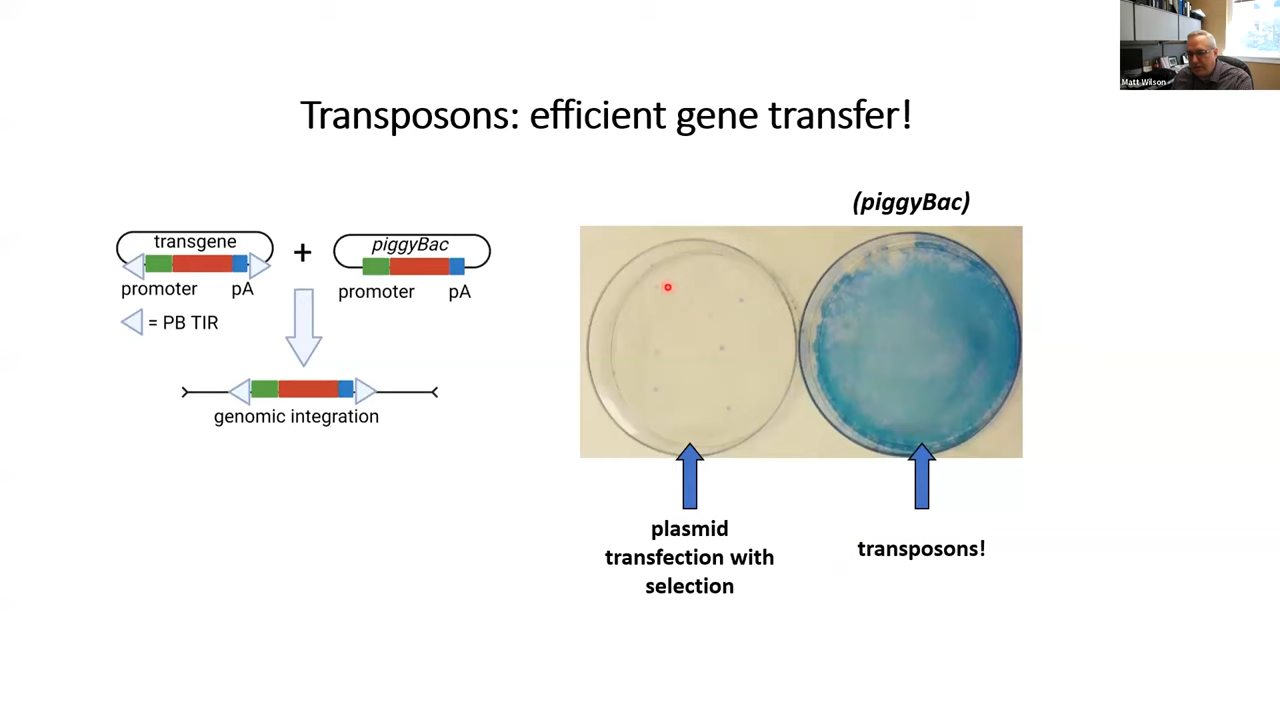 Matt Wilson
Transposons: efficient gene transfer!
(piggyBac)
transgene
+
piggyBac
promoter
pA
promoter
pA
= PB TIR
genomic integration
plasmid
transfection with
selection
transposons!